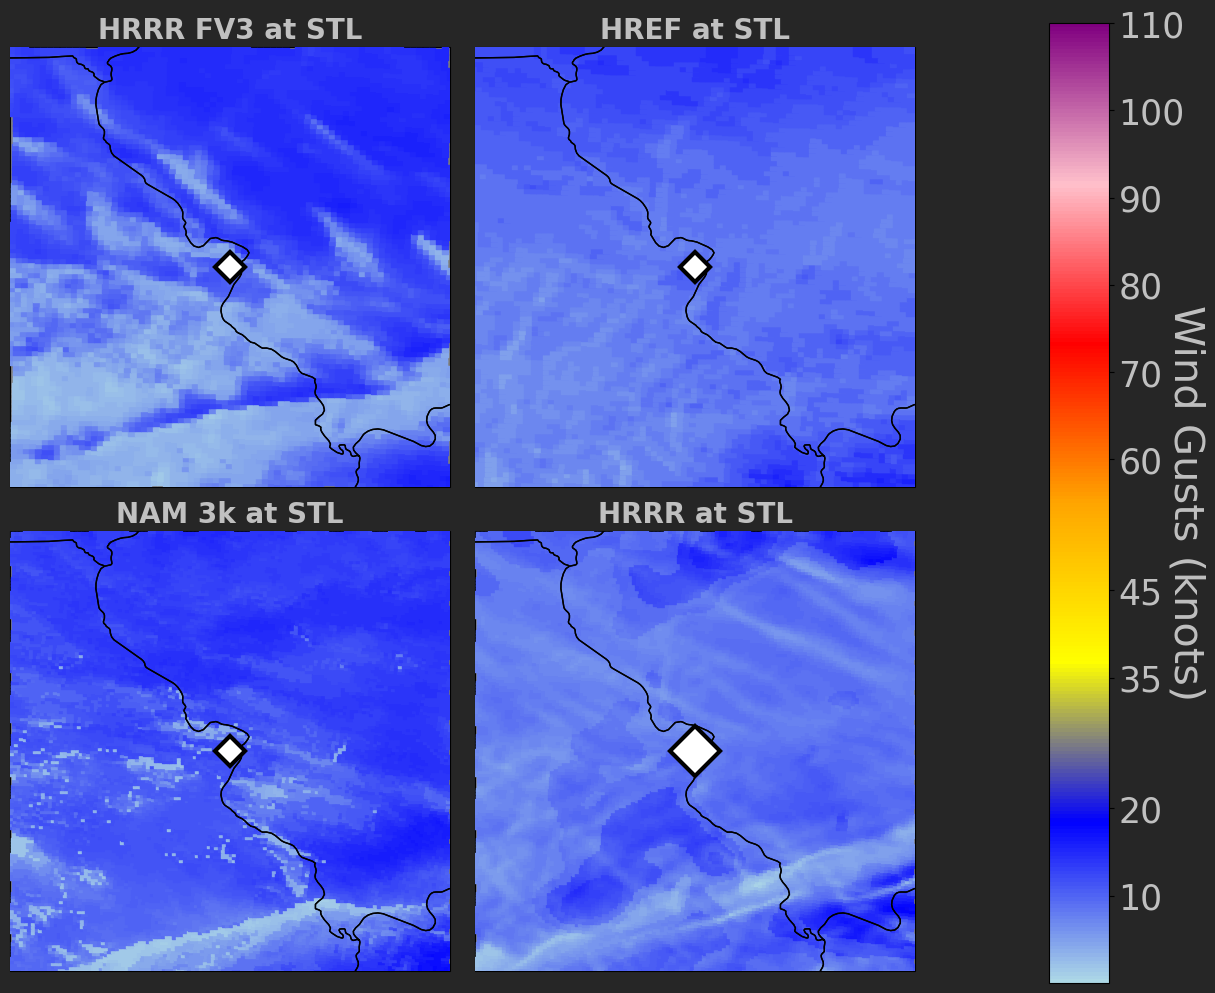 HRRR FV3 at STL
HREF at STL
NAM 3k at STL
HRRR at STL
110
100
90
80
70
60
45
35
20
10
Wind Gusts (knots)